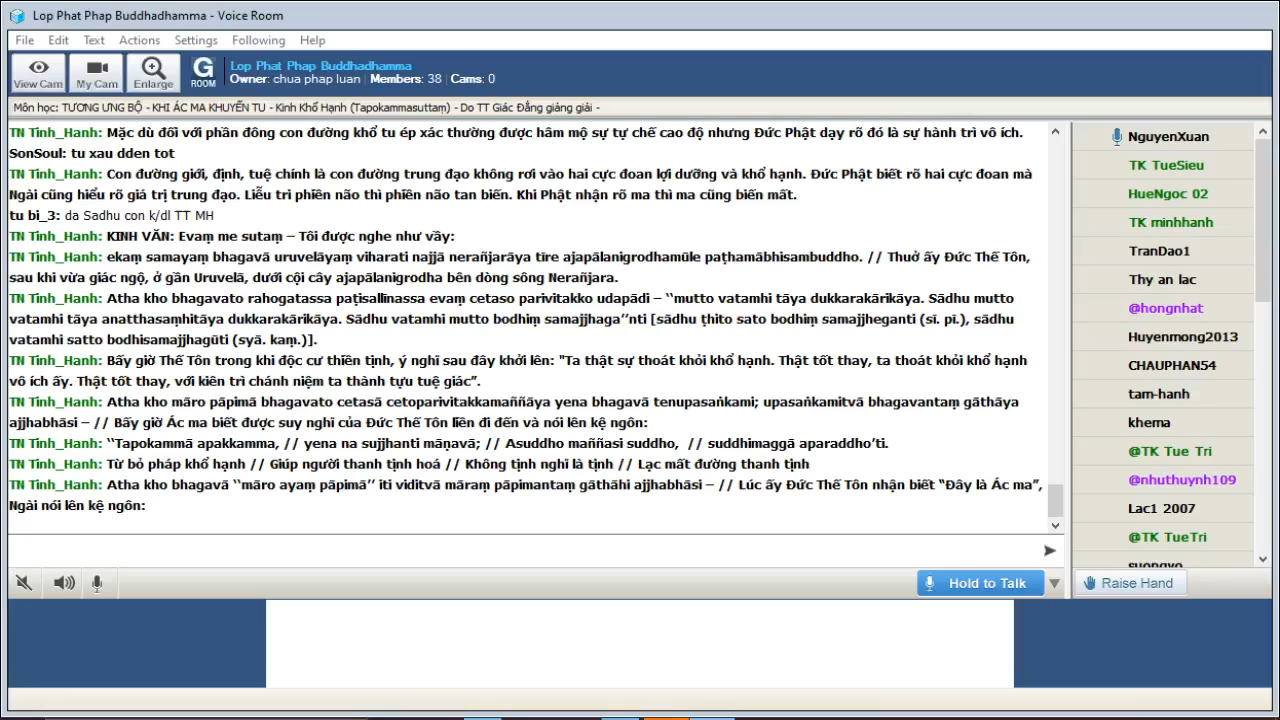 Lop Phat Phap Buddhadhamma - Voice Room
File Edit Text Actions Settings Following Help
View Cam My Cam Enlarge G ROOM
Lop Phat Phap Buddhadhamma
Owner: chua phap luan | Members: 38 | Cams: 0
Môn học: TƯƠNG ƯNG BỘ - KHI ÁC MA KHUYẾN TU - Kinh Khổ Hạnh (Tapokammasuttaṃ) - Do TT Giác Đẳng giảng giải -
TN Tinh_Hanh: Mặc dù đối với phần đông con đường khổ tu ép xác thường được hâm mộ sự tự chế cao độ nhưng Đức Phật dạy rõ đó là sự hành trì vô ích.
SonSoul: tu xau dden tot
TN Tinh_Hanh: Con đường giới, định, tuệ chính là con đường trung đạo không rơi vào hai cực đoan lợi dưỡng và khổ hạnh. Đức Phật biết rõ hai cực đoan mà
Ngài cũng hiểu rõ giá trị trung đạo. Liễu tri phiền não thì phiền não tan biến. Khi Phật nhận rõ ma thì ma cũng biến mất.
tu bi_3: da Sadhu con k/dl TT MH
TN Tinh_Hanh: KINH VĂN: Evaṃ me sutaṃ – Tôi được nghe như vầy:
TN Tinh_Hanh: ekaṃ samayaṃ bhagavā uruvelāyaṃ viharati najjā nerañjarāya tīre ajapālanigrodhamūle paṭhamābhisambuddho. // Thuở ấy Đức Thế Tôn,
sau khi vừa giác ngộ, ở gần Uruvelā, dưới cội cây ajapālanigrodha bên dòng sông Nerañjara.
TN Tinh_Hanh: Atha kho bhagavato rahogatassa paṭisallīnassa evaṃ cetaso parivitakko udapādi – ‘‘mutto vatamhi tāya dukkarakārikāya. Sādhu mutto
vatamhi tāya anatthasaṃhitāya dukkarakārikāya. Sādhu vatamhi mutto bodhiṃ samajjhaga’’nti [sādhu ṭhito sato bodhiṃ samajjheganti (sī. pī.), sādhu
vatamhi satto bodhisamajjhagūti (syā. kaṃ.)].
TN Tinh_Hanh: Bấy giờ Thế Tôn trong khi độc cư thiền tịnh, ý nghĩ sau đây khởi lên: "Ta thật sự thoát khỏi khổ hạnh. Thật tốt thay, ta thoát khỏi khổ hạnh
vô ích ấy. Thật tốt thay, với kiên trì chánh niệm ta thành tựu tuệ giác”.
TN Tinh_Hanh: Atha kho māro pāpimā bhagavato cetasā cetoparivitakkamaññāya yena bhagavā tenupasaṅkami; upasaṅkamitvā bhagavantaṃ gāthāya
ajjhabhāsi – // Bấy giờ Ác ma biết được suy nghĩ của Đức Thế Tôn liền đi đến và nói lên kệ ngôn:
TN Tinh_Hanh: ‘‘Tapokammā apakkamma, // yena na sujjhanti māṇavā; // Asuddho maññasi suddho, // suddhimaggā aparaddho’ti.
TN Tinh_Hanh: Từ bỏ pháp khổ hạnh // Giúp người thanh tịnh hoá // Không tịnh nghĩ là tịnh // Lạc mất đường thanh tịnh
TN Tinh_Hanh: Atha kho bhagavā ‘‘māro ayaṃ pāpimā’’ iti viditvā māraṃ pāpimantaṃ gāthāhi ajjhabhāsi – // Lúc ấy Đức Thế Tôn nhận biết “Đây là Ác ma”,
Ngài nói lên kệ ngôn:
NguyenXuan
TK TueSieu
HueNgoc 02
TK minhhanh
TranDao1
Thy an lac
@hongnhat
Huyenmong2013
CHAUPHAN54
tam-hanh
khema
@TK Tue Tri
@nhuthuynh109
Lac1 2007
@TK TueTri
suongvo
Hold to Talk
Raise Hand